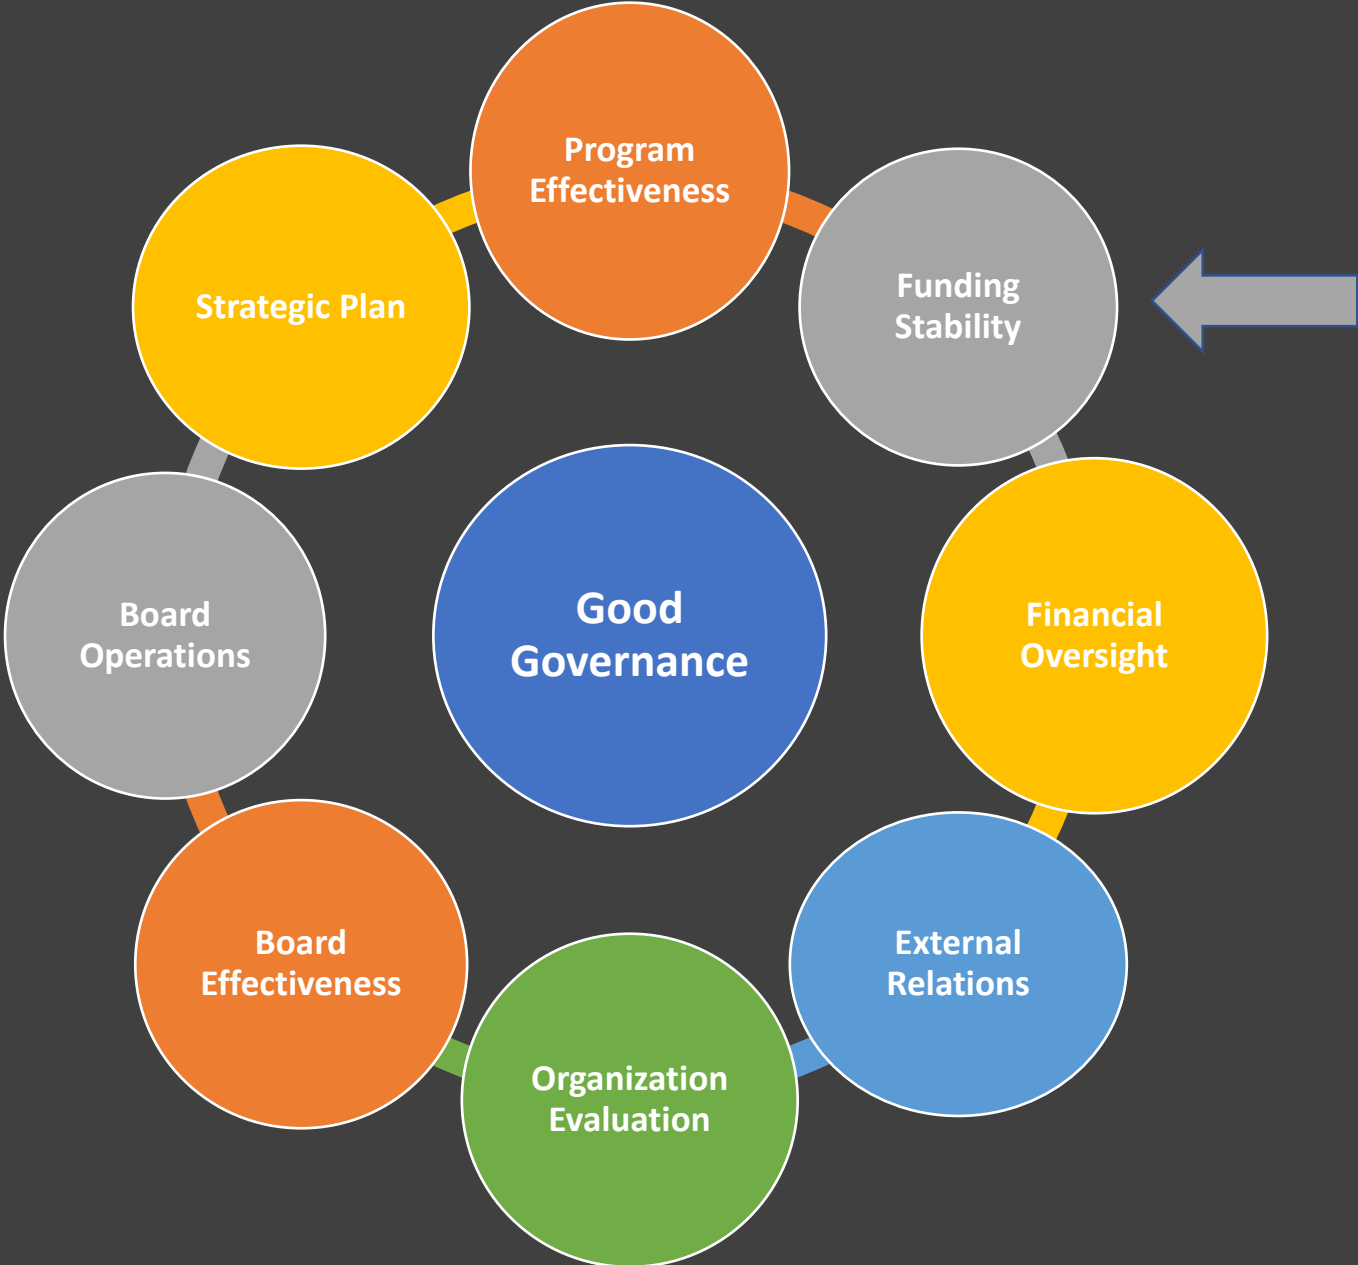 Program
Effectiveness
Funding
Stability
Financial
Oversight
External
Relations
Organization
Evaluation
Board
Effectiveness
Board
Operations
Strategic Plan
Good
Governance